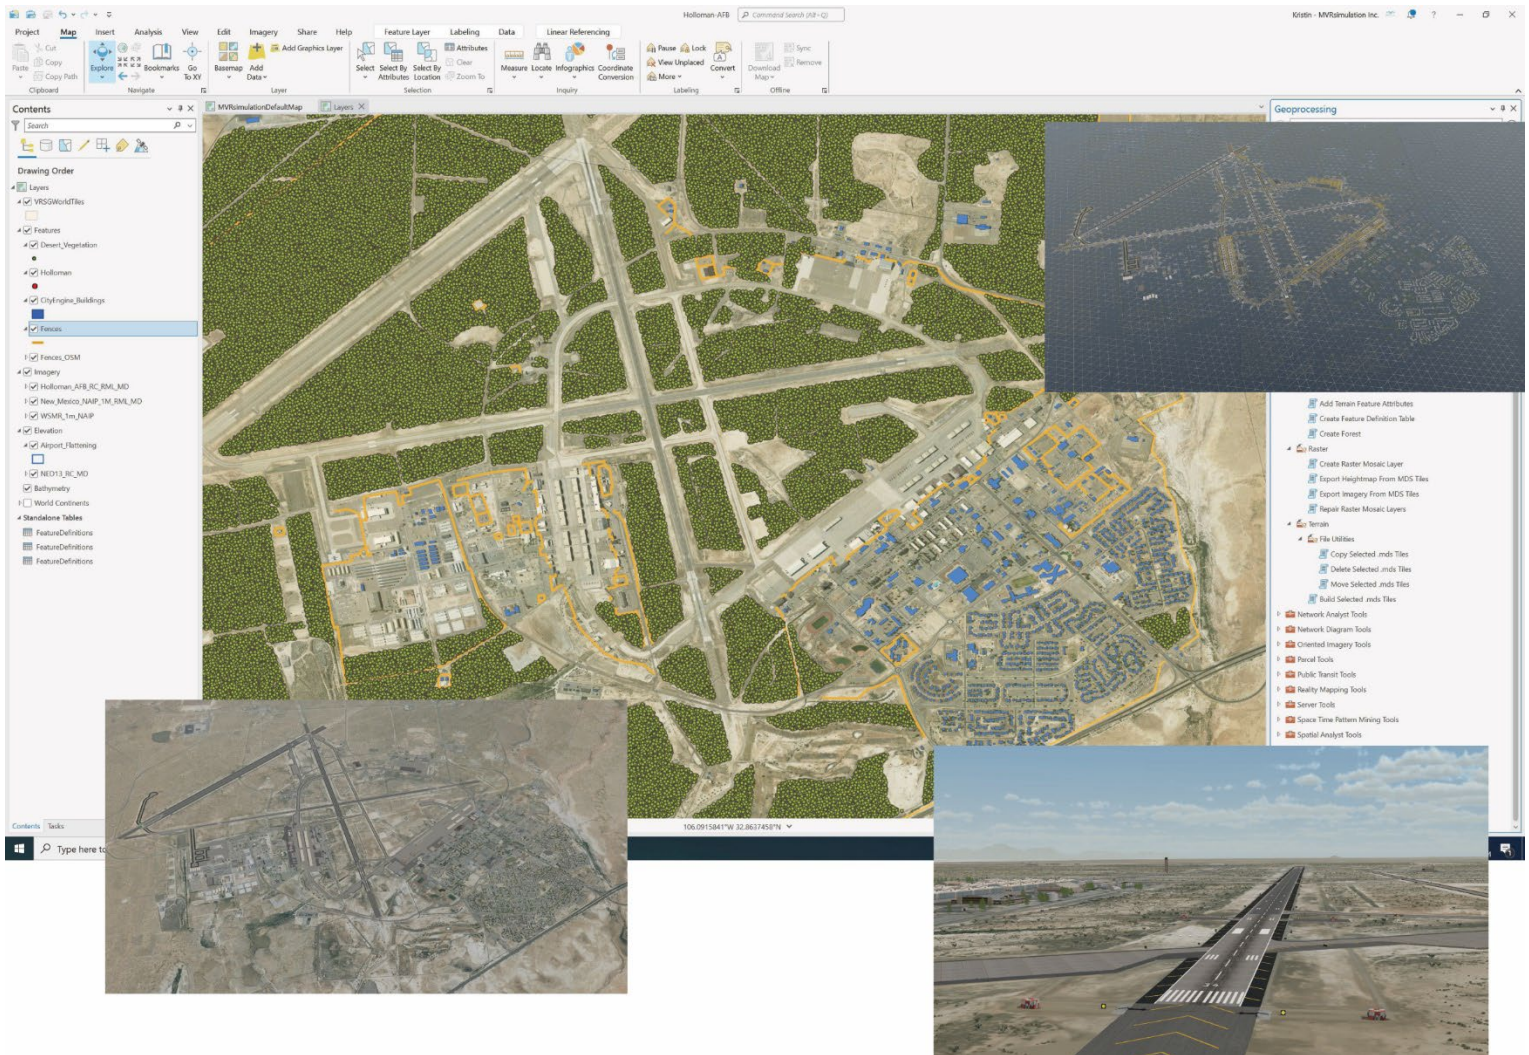 Holloman-AFB
Command Search (Alt+Q)
Kristin - MVRsimulation Inc.
?
Project Map Insert Analysis View Edit Imagery Share Help Feature Layer Labeling Data Linear Referencing
Paste
Cut
Copy
Copy Path
Clipboard
Explore
Bookmarks
Go To XY
Navigate
Basemap
Add Data
Add Graphics Layer
Layer
Select
Select By Attributes
Select By Location
Attributes
Clear
Zoom To
Selection
Measure
Locate
Infographics
Coordinate Conversion
Inquiry
Pause
Lock
View Unplaced
More
Convert
Labeling
Download Map
Sync
Remove
Offline
Contents
Search
Drawing Order
Layers
VRSGWorldTiles
Features
Desert_Vegetation
Holloman
CityEngine_Buildings
Fences
Fences_OSM
Imagery
Holloman_AFB_RC_RML_MD
New_Mexico_NAIP_1M_RML_MD
WSMR_1m_NAIP
Elevation
Airport_Flattening
NED13_RC_MD
Bathymetry
World Continents
Standalone Tables
FeatureDefinitions
FeatureDefinitions
FeatureDefinitions
Contents Tasks
MVRsimulationDefaultMap
Layers
106.0915841°W 32.8637458°N
Geoprocessing
Add Terrain Feature Attributes
Create Feature Definition Table
Create Forest
Raster
Create Raster Mosaic Layer
Export Heightmap From MDS Tiles
Export Imagery From MDS Tiles
Repair Raster Mosaic Layers
Terrain
File Utilities
Copy Selected .mds Tiles
Delete Selected .mds Tiles
Move Selected .mds Tiles
Build Selected .mds Tiles
Network Analyst Tools
Network Diagram Tools
Oriented Imagery Tools
Parcel Tools
Public Transit Tools
Reality Mapping Tools
Server Tools
Space Time Pattern Mining Tools
Spatial Analyst Tools
Type here to